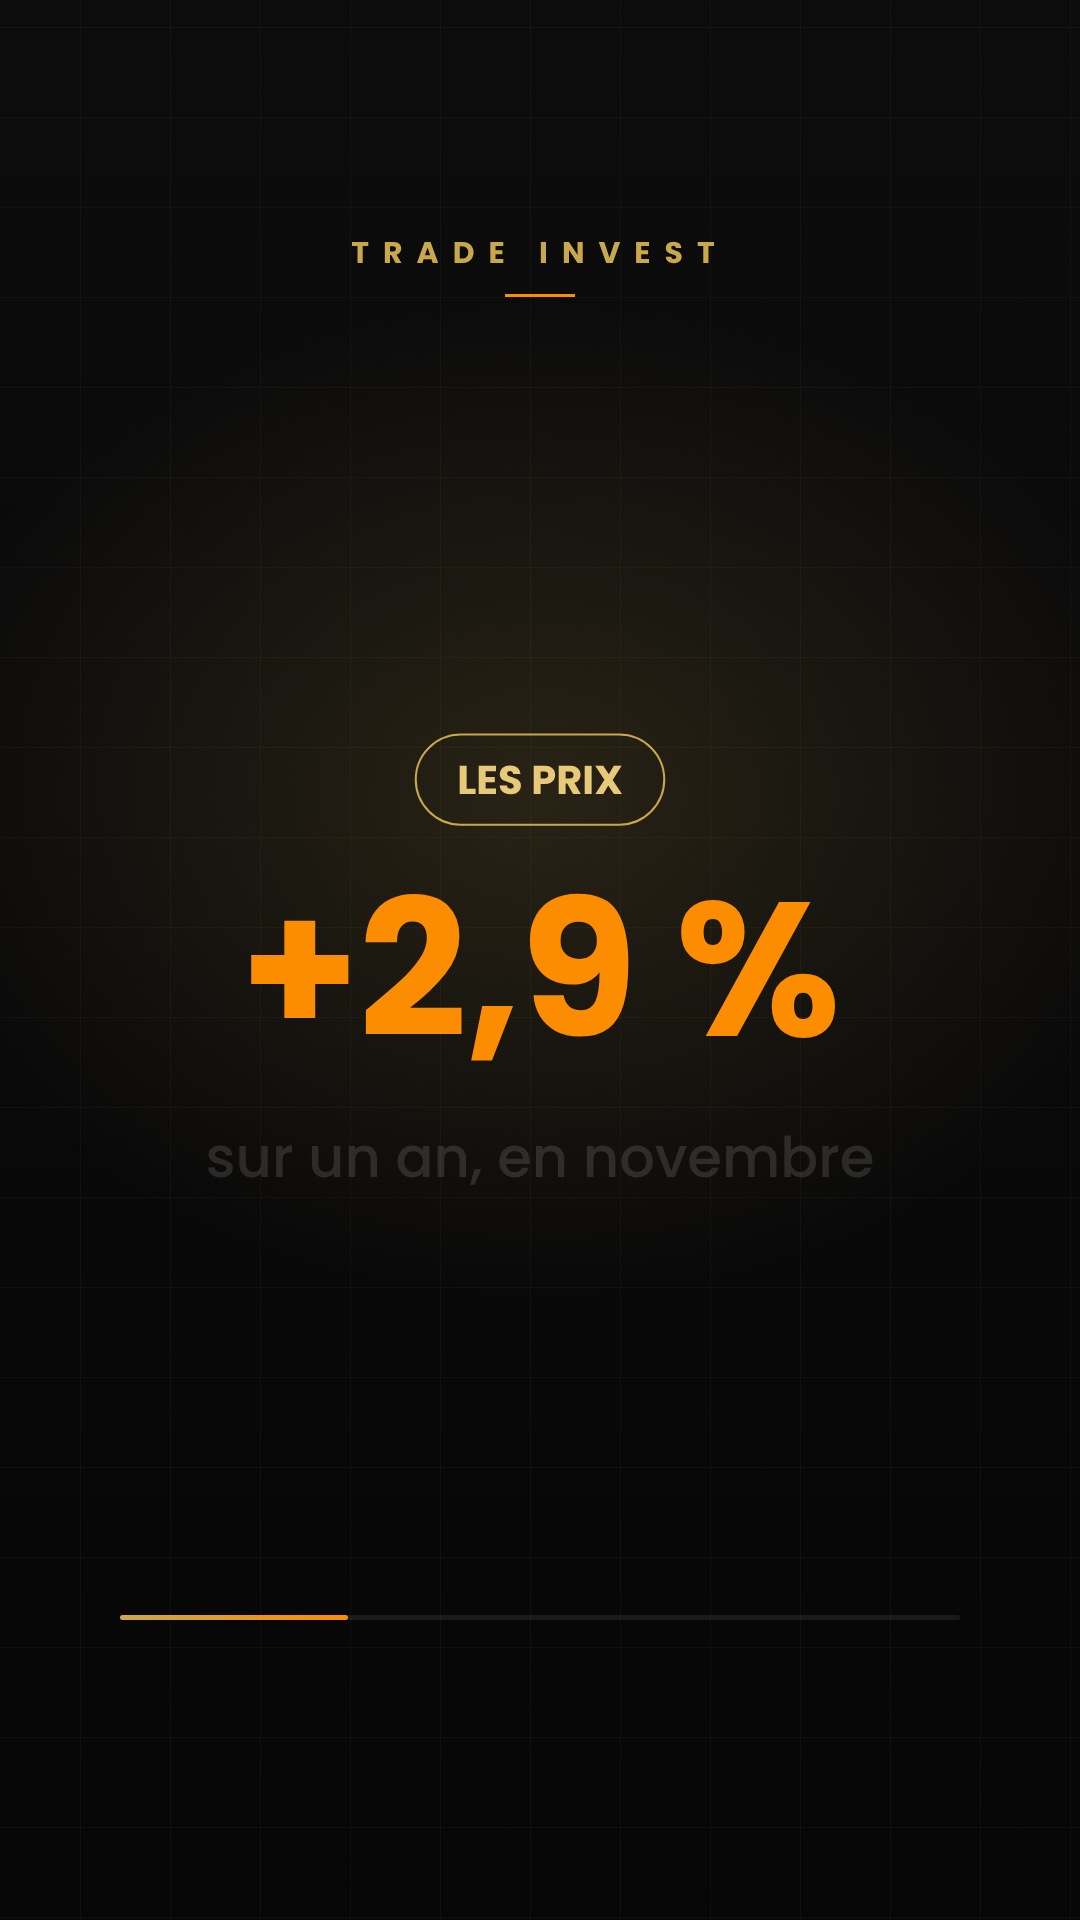 TRADE INVEST
LES PRIX
+2,9 %
sur un an, en novembre